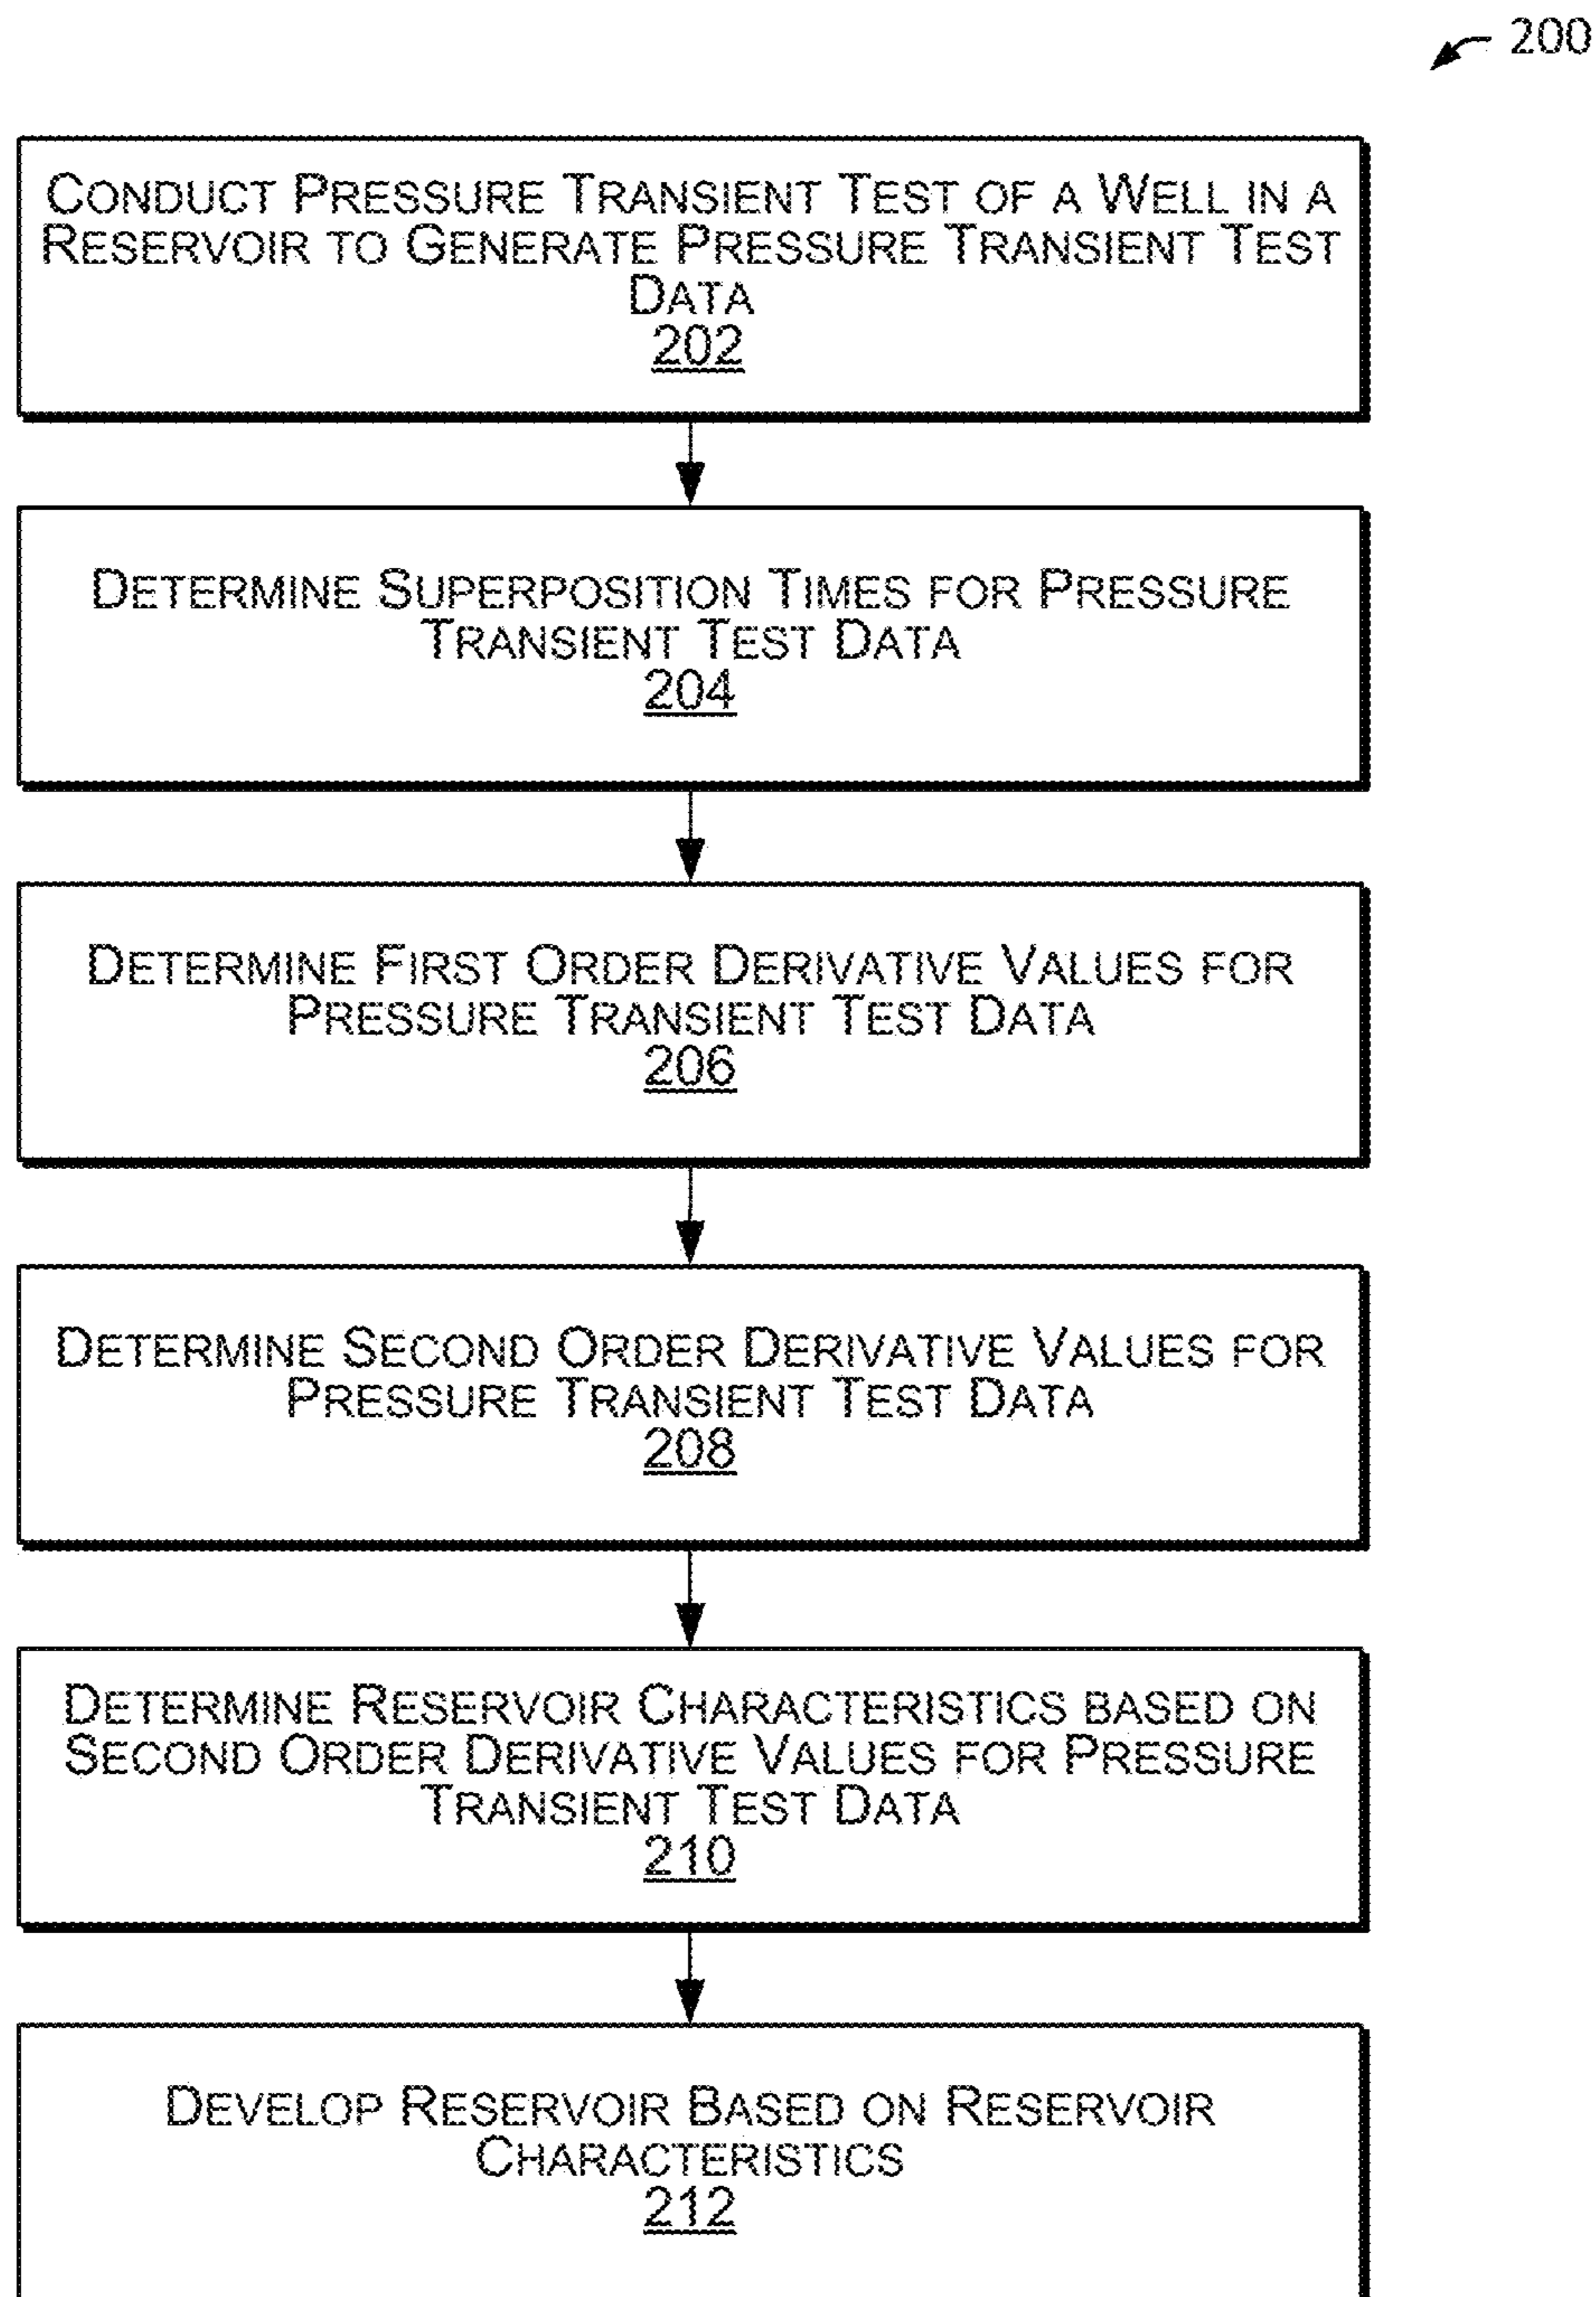 200
CONDUCT PRESSURE TRANSIENT TEST OF A WELL IN A
RESERVOIR TO GENERATE PRESSURE TRANSIENT TEST
DATA
202
DETERMINE SUPERPOSITION TIMES FOR PRESSURE
TRANSIENT TEST DATA
204
DETERMINE FIRST ORDER DERIVATIVE VALUES FOR
PRESSURE TRANSIENT TEST DATA
206
DETERMINE SECOND ORDER DERIVATIVE VALUES FOR
PRESSURE TRANSIENT TEST DATA
208
DETERMINE RESERVOIR CHARACTERISTICS BASED ON
SECOND ORDER DERIVATIVE VALUES FOR PRESSURE
TRANSIENT TEST DATA
210
DEVELOP RESERVOIR BASED ON RESERVOIR
CHARACTERISTICS
212